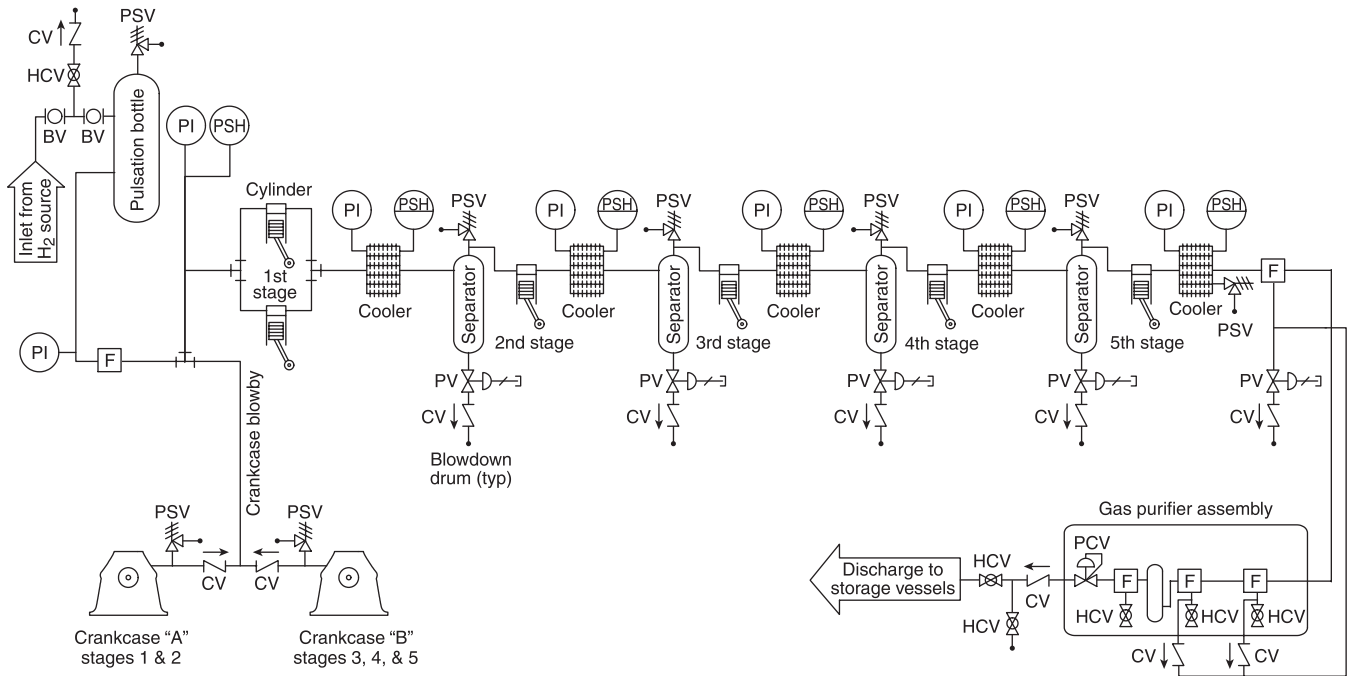 PSV
CV
HCV
BV
BV
Pulsation bottle
PI
PSH
Inlet from
H2 source
Cylinder
1st
stage
PI
PSH
Cooler
PSV
Separator
2nd stage
PI
PSH
Cooler
PSV
Separator
3rd stage
PI
PSH
Cooler
PSV
Separator
4th stage
PI
PSH
Cooler
PSV
Separator
5th stage
PI
PSH
Cooler
PSV
F
PI
F
Crankcase blowby
PV
CV
Blowdown
drum (typ)
PV
CV
PV
CV
PV
CV
PV
CV
PSV
PSV
CV
CV
Crankcase “A”
stages 1 & 2
Crankcase “B”
stages 3, 4, & 5
Gas purifier assembly
Discharge to
storage vessels
HCV
HCV
CV
PCV
F
F
F
HCV
HCV
HCV
CV
CV